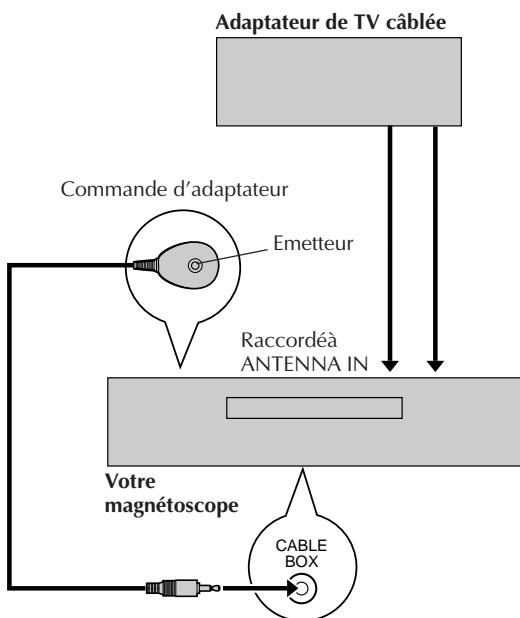 Adaptateur de TV câblée
Commande d'adaptateur
Emetteur
Raccordéà
ANTENNA IN
Votre
magnétoscope
CABLE
BOX